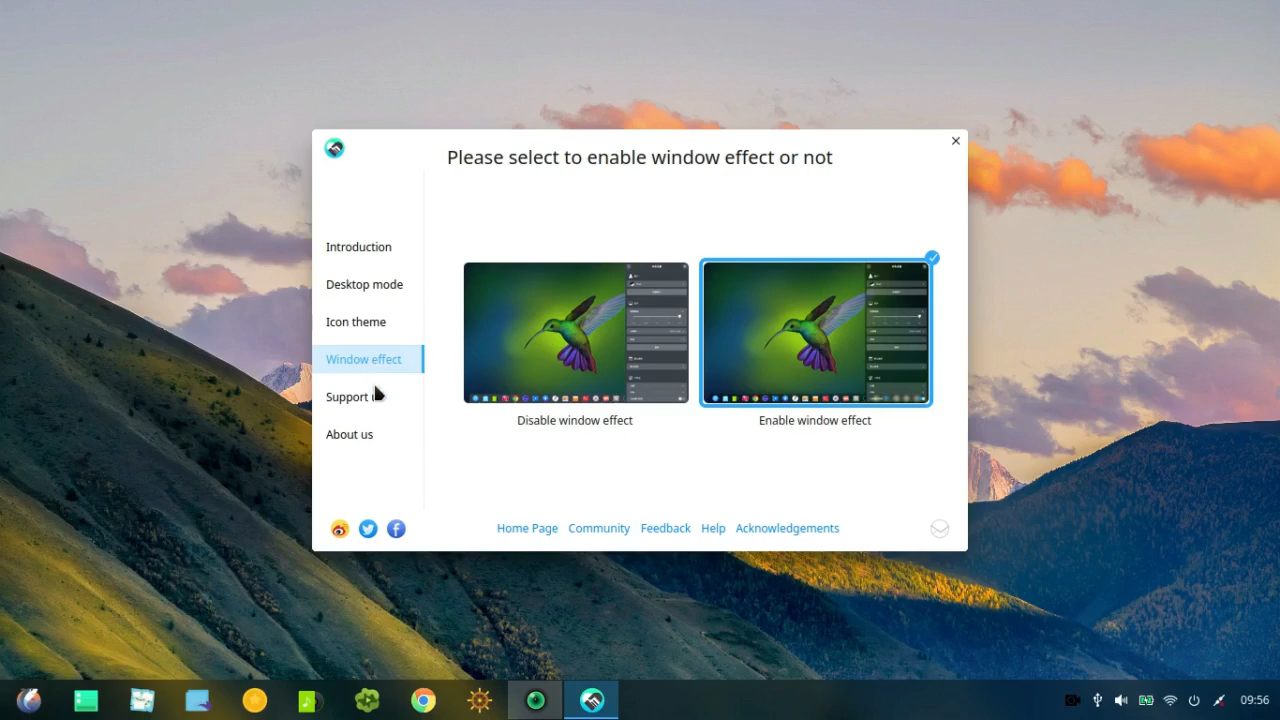 Please select to enable window effect or not
Introduction
Desktop mode
Icon theme
Window effect
Support
About us
Disable window effect
Enable window effect
Home Page
Community
Feedback
Help
Acknowledgements
09:56